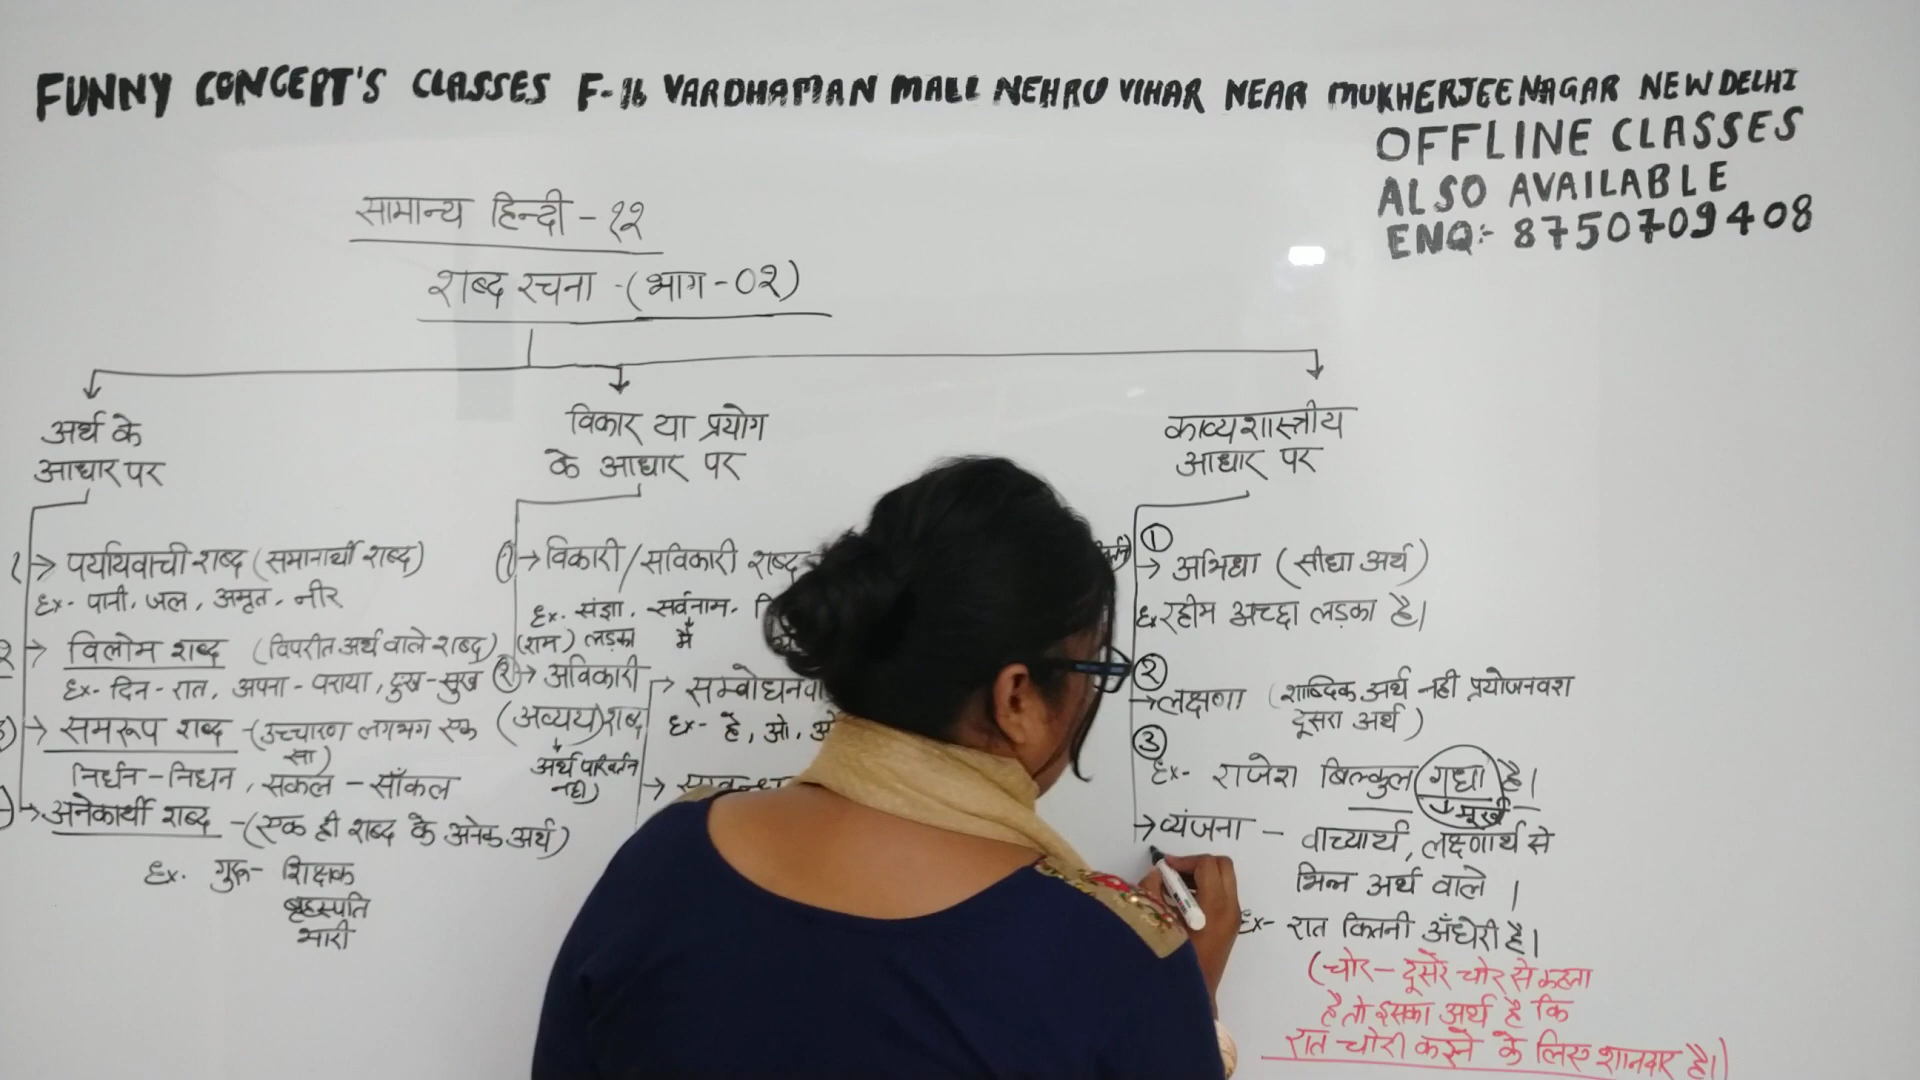 FUNNY CONCEPT'S CLASSES F-16 VARDHAMAN MALL NEHRU VIHAR NEAR MUKHERJEE NAGAR NEW DELHI
OFFLINE CLASSES
ALSO AVAILABLE
ENQ:- 8750709408
सामान्य हिन्दी - १२
शब्द रचना - (भाग - ०२)
अर्थ के
आधार पर
१ → पर्यायवाची शब्द (समानार्थी शब्द)
Ex- पानी, जल, अमृत, नीर
२ → विलोम शब्द (विपरीत अर्थ वाले शब्द)
Ex- दिन - रात, अपना - पराया, दुख - सुख
→ समरूप शब्द - (उच्चारण लगभग एक
सा)
निर्धन - निधन, सकल - साँकल
→ अनेकार्थी शब्द - (एक ही शब्द के अनेक अर्थ)
Ex. गुरू - शिक्षक
बृहस्पति
भारी
विकार या प्रयोग
के आधार पर
(१) → विकारी / सविकारी शब्द
Ex. संज्ञा, सर्वनाम,
(राम) लड़का मैं
(२) → अविकारी
(अव्यय) शब्द
अर्थ परिवर्तन
नही)
→ सम्बोधनवा
Ex- हे, ओ,
→
काव्यशास्त्रीय
आधार पर
①
→ अभिधा (सीधा अर्थ)
Ex रहीम अच्छा लड़का है।
②
→ लक्षणा (शाब्दिक अर्थ नही प्रयोजनवश
दूसरा अर्थ)
③
Ex- राजेश बिल्कुल गधा है।
↓ मूर्ख
→ व्यंजना - वाच्यार्थ, लक्ष्णार्थ से
भिन्न अर्थ वाले।
Ex- रात कितनी अँधेरी है।
(चोर - दूसरे चोर से कहता
है तो इसका अर्थ है कि
रात चोरी करने के लिए शानदार है।)